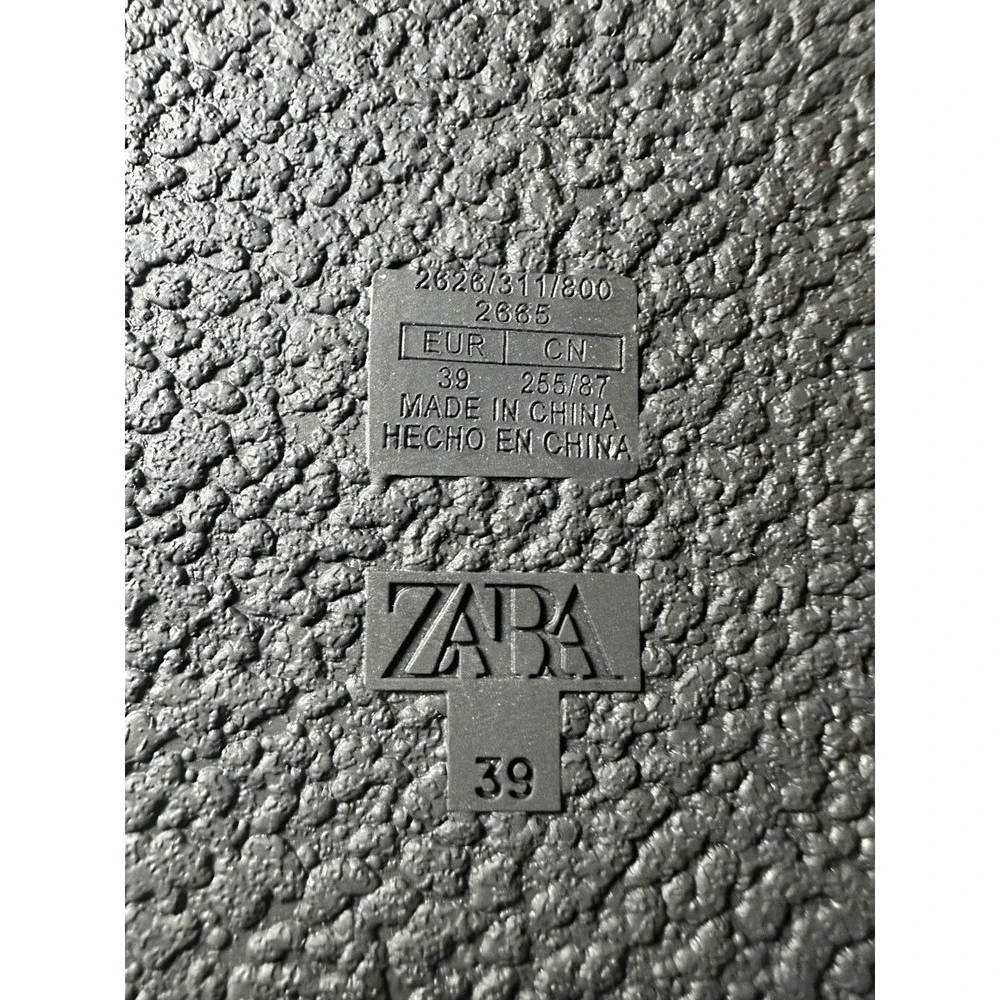 2626/311/800
2665
EUR CN
39 255/87
MADE IN CHINA
HECHO EN CHINA
ZARA
39